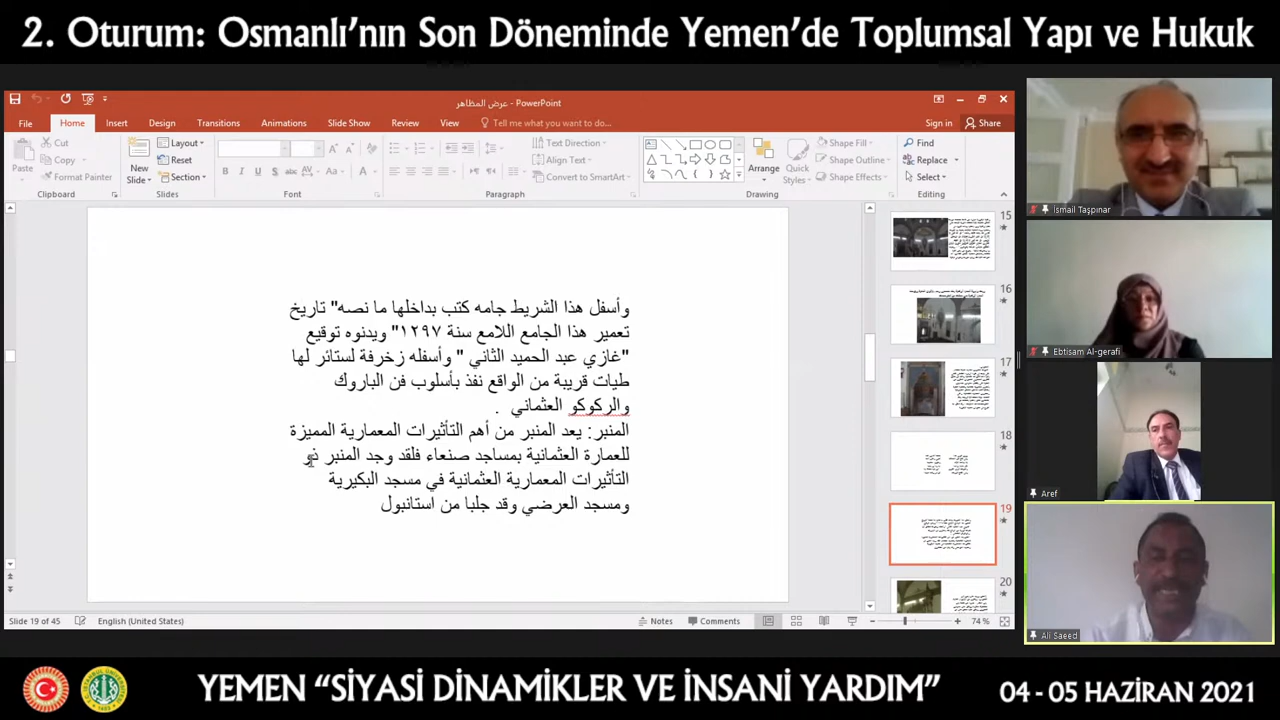 2. Oturum: Osmanlı'nın Son Döneminde Yemen'de Toplumsal Yapı ve Hukuk
عرض المظاهر - PowerPoint
File Home Insert Design Transitions Animations Slide Show Review View Tell me what you want to do... Sign in Share
Paste
Cut
Copy
Format Painter
Clipboard
New
Slide
Layout
Reset
Section
Slides
Font
Text Direction
Align Text
Convert to SmartArt
Paragraph
Arrange
Quick
Styles
Shape Fill
Shape Outline
Shape Effects
Drawing
Find
Replace
Select
Editing
وأسفل هذا الشريط جامه كتب بداخلها ما نصه" تاريخ
تعمير هذا الجامع اللامع سنة ١٢٩٧" ويدنوه توقيع
"غازي عبد الحميد الثاني " وأسفله زخرفة لستائر لها
طيات قريبة من الواقع نفذ بأسلوب فن الباروك
والركوكو العثماني .
المنبر: يعد المنبر من أهم التأثيرات المعمارية المميزة
للعمارة العثمانية بمساجد صنعاء فلقد وجد المنبر ذو
التأثيرات المعمارية العثمانية في مسجد البكيرية
ومسجد العرضي وقد جلبا من استانبول
15
16
17
18
19
20
Slide 19 of 45 English (United States) Notes Comments 74 %
İsmail Taşpınar
Ebtisam Al-gerafi
Aref
Ali Saeed
YEMEN “SİYASİ DİNAMİKLER VE İNSANİ YARDIM”
04 - 05 HAZİRAN 2021